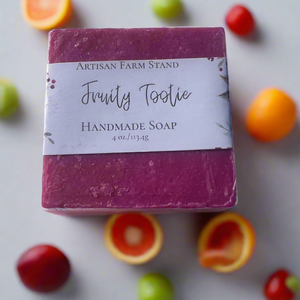 Artisan Farm Stand
Fruity Tootie
Handmade Soap
4 oz./113.4g